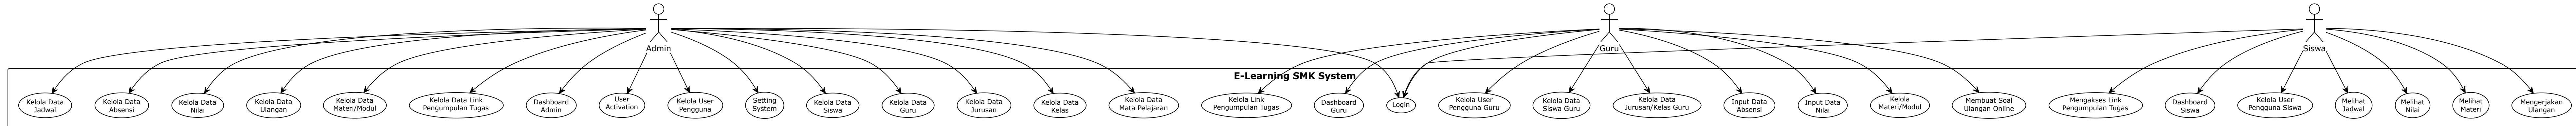 Admin
Guru
Siswa
E-Learning SMK System
Kelola Data
Jadwal
Kelola Data
Absensi
Kelola Data
Nilai
Kelola Data
Ulangan
Kelola Data
Materi/Modul
Kelola Data Link
Pengumpulan Tugas
Dashboard
Admin
User
Activation
Kelola User
Pengguna
Setting
System
Kelola Data
Siswa
Kelola Data
Guru
Kelola Data
Jurusan
Kelola Data
Kelas
Kelola Data
Mata Pelajaran
Kelola Link
Pengumpulan Tugas
Dashboard
Guru
Login
Kelola User
Pengguna Guru
Kelola Data
Siswa Guru
Kelola Data
Jurusan/Kelas Guru
Input Data
Absensi
Input Data
Nilai
Kelola
Materi/Modul
Membuat Soal
Ulangan Online
Mengakses Link
Pengumpulan Tugas
Dashboard
Siswa
Kelola User
Pengguna Siswa
Melihat
Jadwal
Melihat
Nilai
Melihat
Materi
Mengerjakan
Ulangan